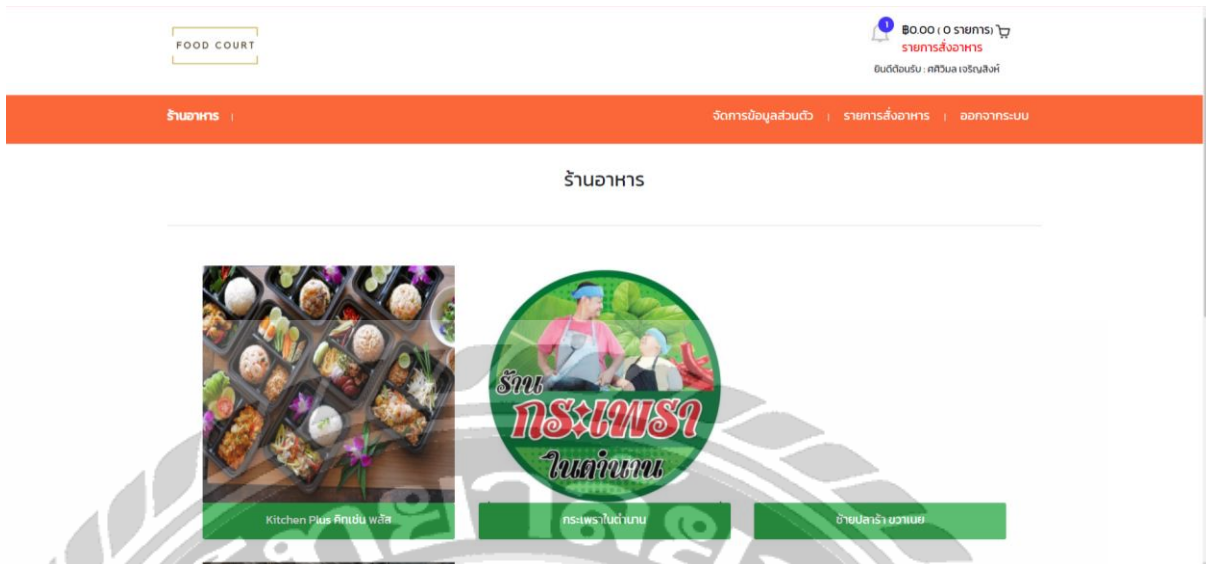 FOOD COURT
1
฿0.00 ( 0 รายการ)
รายการสั่งอาหาร
ยินดีต้อนรับ : ศศิวิมล เจริญสิงห์
ร้านอาหาร |
จัดการข้อมูลส่วนตัว | รายการสั่งอาหาร | ออกจากระบบ
ร้านอาหาร
ร้าน
กระเพรา
ในตำนาน
Kitchen Plus คิทเช่น พลัส
กระเพราในตำนาน
ซ้ายปลาร้า ขวาเนย